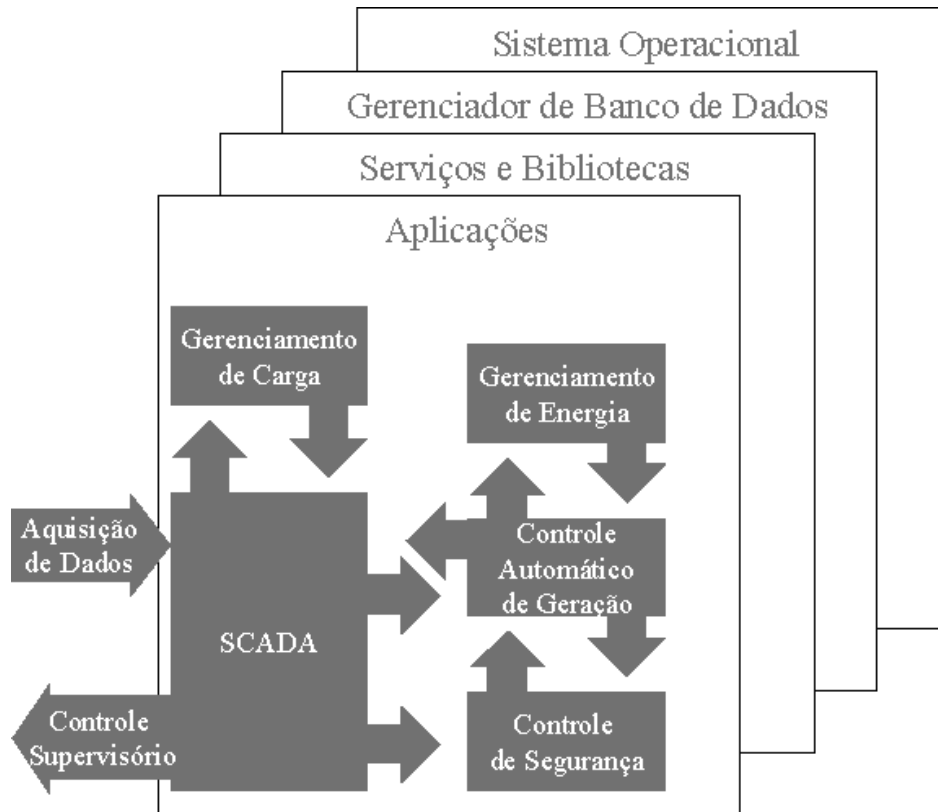 Sistema Operacional
Gerenciador de Banco de Dados
Serviços e Bibliotecas
Aplicações
Gerenciamento
de Carga
Gerenciamento
de Energia
Aquisição
de Dados
Controle
Automático
de Geração
SCADA
Controle
Supervisório
Controle
de Segurança